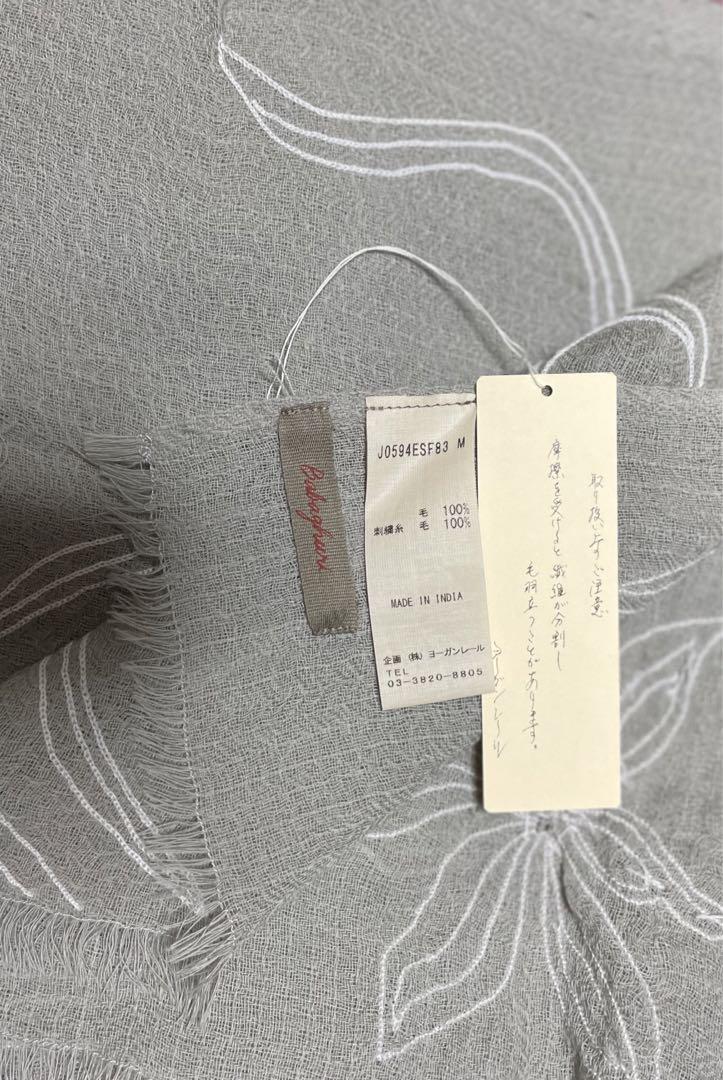 Babaghuri
J0594ESF83 M
毛 100%
刺繍糸 毛 100%
MADE IN INDIA
企画 (株) ヨーガンレール
TEL
03-3820-8805
取り扱い上のご注意
摩擦を受けると繊維が分割し
毛羽立つことがあります。
ヨーガンレール